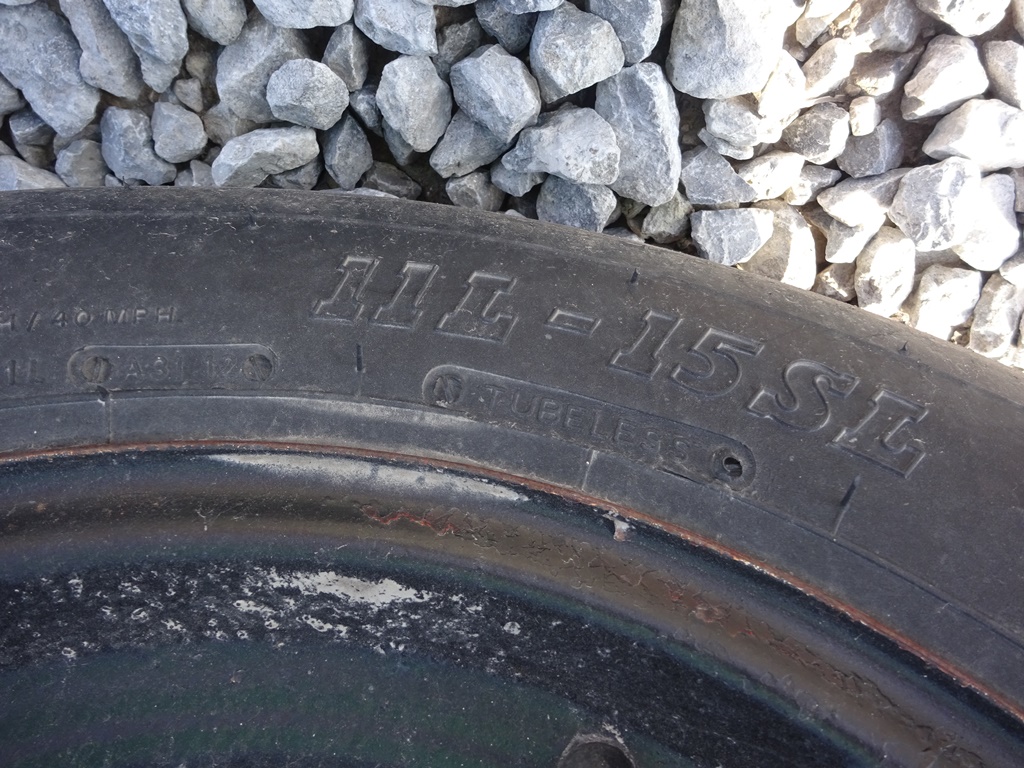 11L-15SL
/ 40 MPH.
TUBELESS